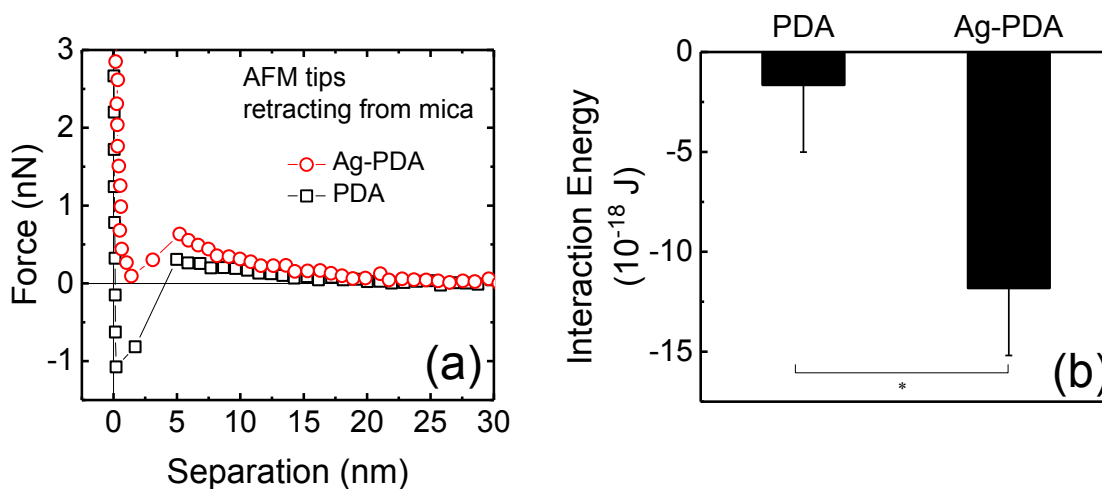 3
2
1
0
-1
Force (nN)
AFM tips
retracting from mica
Ag-PDA
PDA
(a)
0 5 10 15 20 25 30
Separation (nm)
PDA Ag-PDA
0
-5
-10
-15
Interaction Energy
(10⁻¹⁸ J)
*
(b)